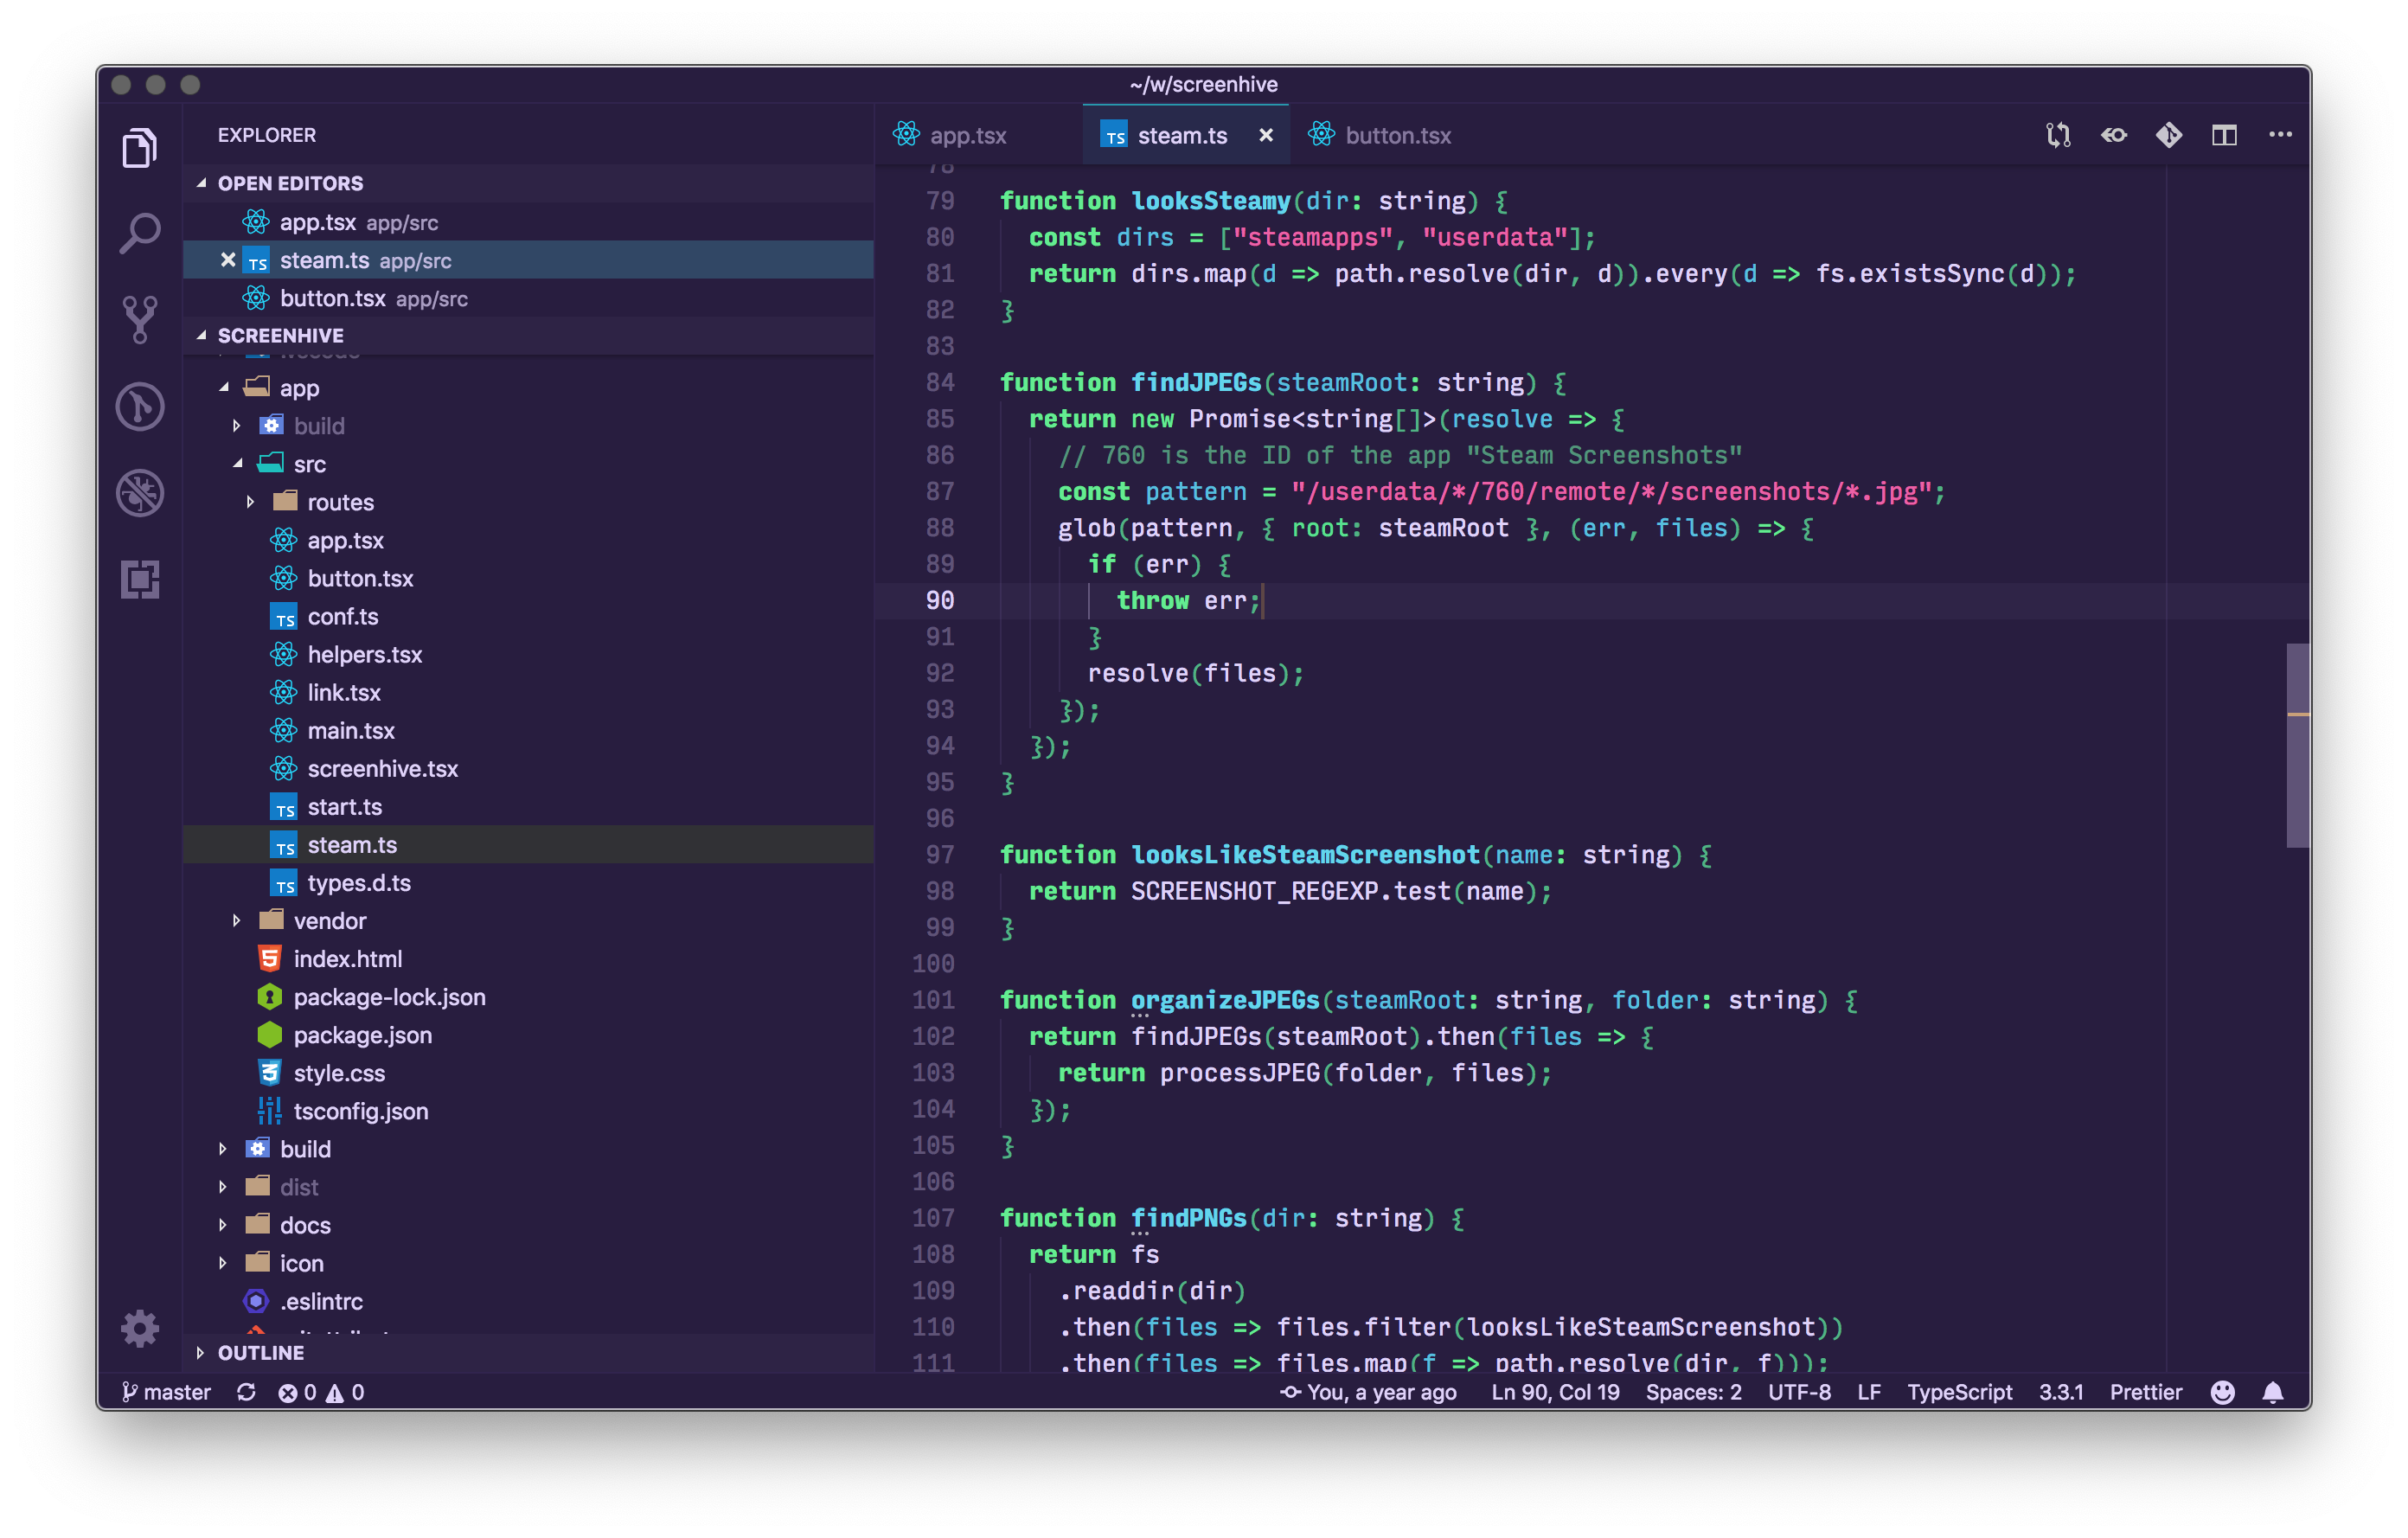 ~/w/screenhive
EXPLORER
OPEN EDITORS
app.tsx app/src
steam.ts app/src
button.tsx app/src
SCREENHIVE
app
build
src
routes
app.tsx
button.tsx
conf.ts
helpers.tsx
link.tsx
main.tsx
screenhive.tsx
start.ts
steam.ts
types.d.ts
vendor
index.html
package-lock.json
package.json
style.css
tsconfig.json
build
dist
docs
icon
.eslintrc
OUTLINE
app.tsx steam.ts button.tsx
78
79 function looksSteamy(dir: string) {
80 const dirs = ["steamapps", "userdata"];
81 return dirs.map(d => path.resolve(dir, d)).every(d => fs.existsSync(d));
82 }
83
84 function findJPEGs(steamRoot: string) {
85 return new Promise<string[]>(resolve => {
86 // 760 is the ID of the app "Steam Screenshots"
87 const pattern = "/userdata/*/760/remote/*/screenshots/*.jpg";
88 glob(pattern, { root: steamRoot }, (err, files) => {
89 if (err) {
90 throw err;
91 }
92 resolve(files);
93 });
94 });
95 }
96
97 function looksLikeSteamScreenshot(name: string) {
98 return SCREENSHOT_REGEXP.test(name);
99 }
100
101 function organizeJPEGs(steamRoot: string, folder: string) {
102 return findJPEGs(steamRoot).then(files => {
103 return processJPEG(folder, files);
104 });
105 }
106
107 function findPNGs(dir: string) {
108 return fs
109 .readdir(dir)
110 .then(files => files.filter(looksLikeSteamScreenshot))
111 .then(files => files.map(f => path.resolve(dir, f)));
master 0 0 You, a year ago Ln 90, Col 19 Spaces: 2 UTF-8 LF TypeScript 3.3.1 Prettier